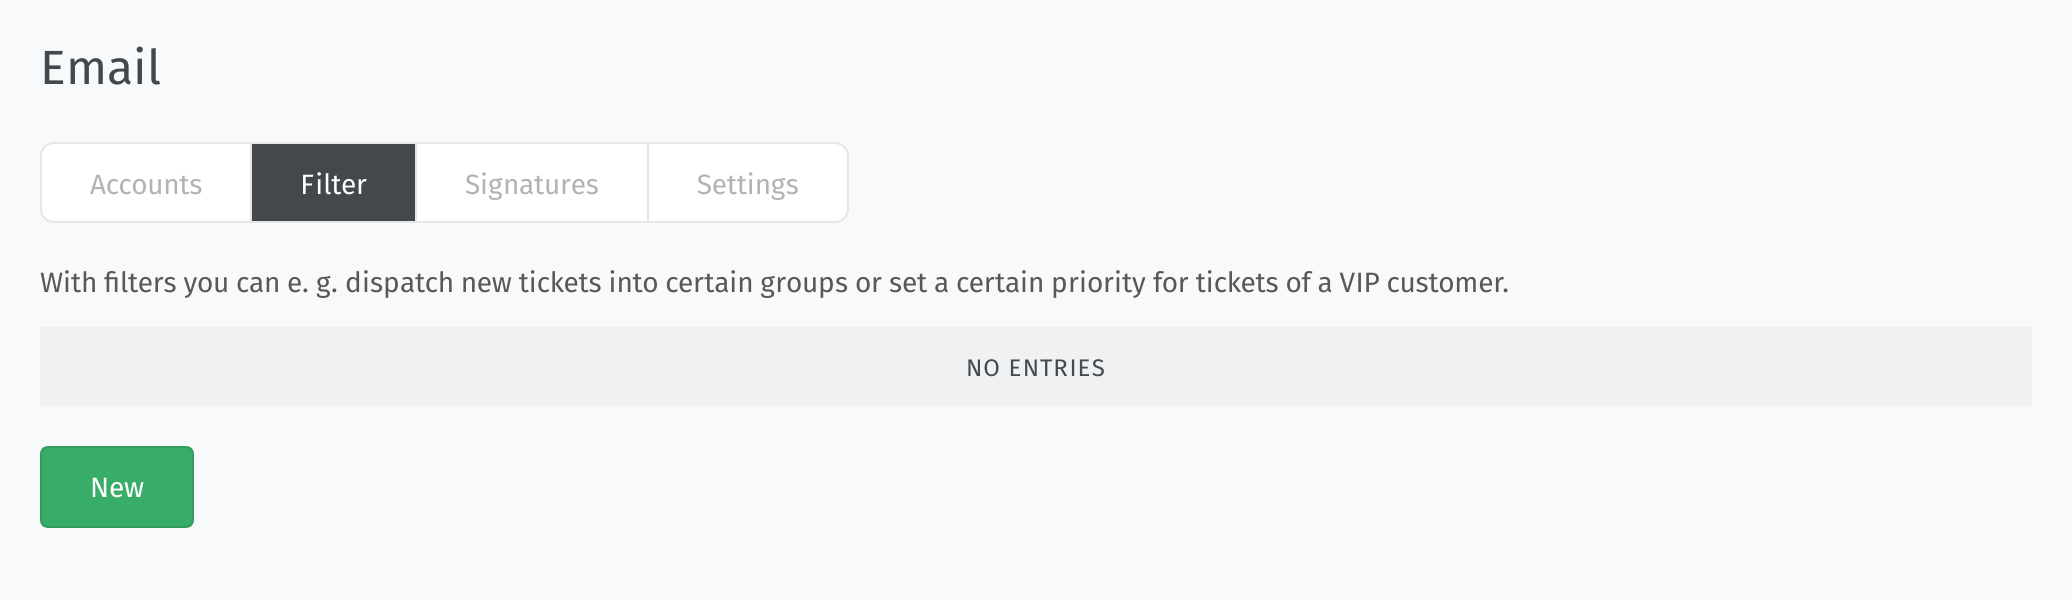 Email
Accounts Filter Signatures Settings
With filters you can e. g. dispatch new tickets into certain groups or set a certain priority for tickets of a VIP customer.
NO ENTRIES
New